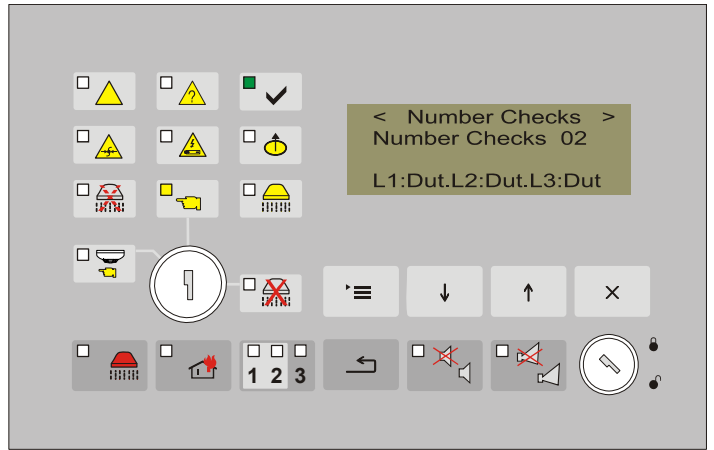 < Number Checks >
Number Checks 02
L1:Dut.L2:Dut.L3:Dut
?
1 2 3